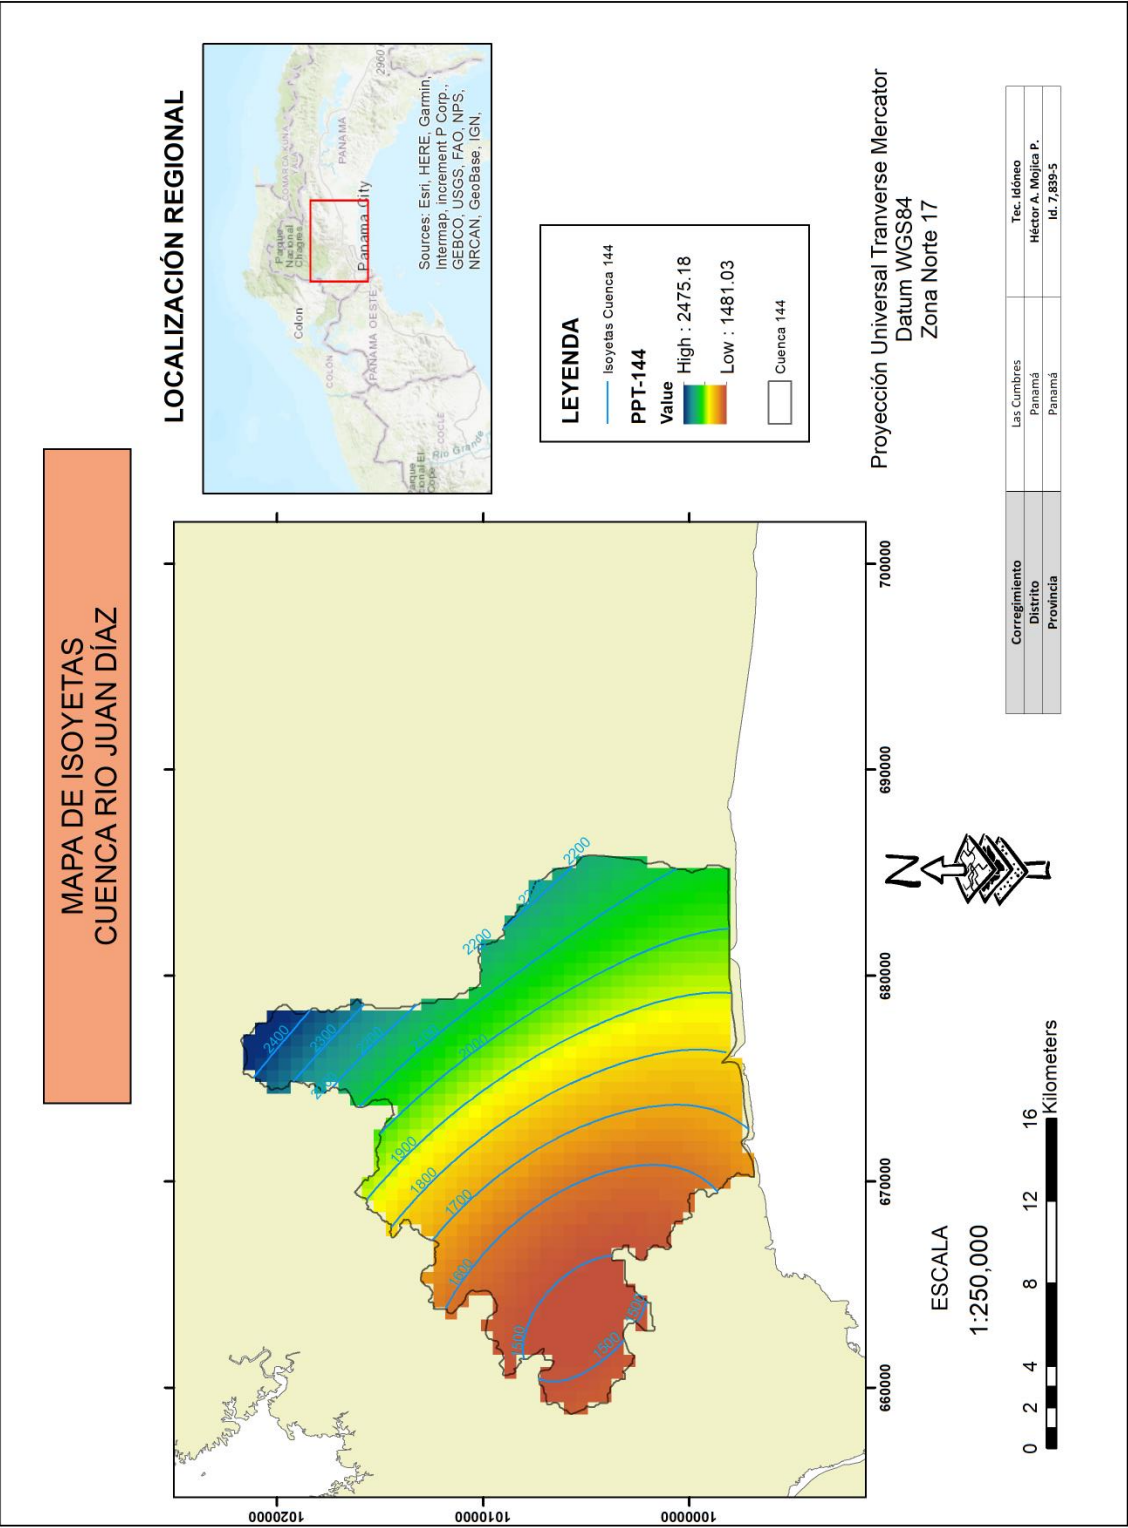 MAPA DE ISOYETAS
CUENCA RIO JUAN DÍAZ
LOCALIZACIÓN REGIONAL
COMARCA KUNA
YALA
Parque
Nacional
Chagres
Colon
PANAMA
2960
COLÓN
Panama City
PANAMA OESTE
COCLE
Rio Grande
Sources: Esri, HERE, Garmin,
Intermap, increment P Corp.,
GEBCO, USGS, FAO, NPS,
NRCAN, GeoBase, IGN,
LEYENDA
Isoyetas Cuenca 144
PPT-144
Value
High : 2475.18
Low : 1481.03
Cuenca 144
Proyección Universal Tranverse Mercator
Datum WGS84
Zona Norte 17
1020000
1010000
1000000
660000
670000
680000
690000
700000
2400
2300
2200
2200
2000
1900
1800
1700
1600
1500
1500
1500
N
ESCALA
1:250,000
0 2 4 8 12 16
Kilometers
Corregimiento Las Cumbres Tec. Idóneo
Distrito Panamá Héctor A. Mojica P.
Provincia Panamá Id. 7,839-5